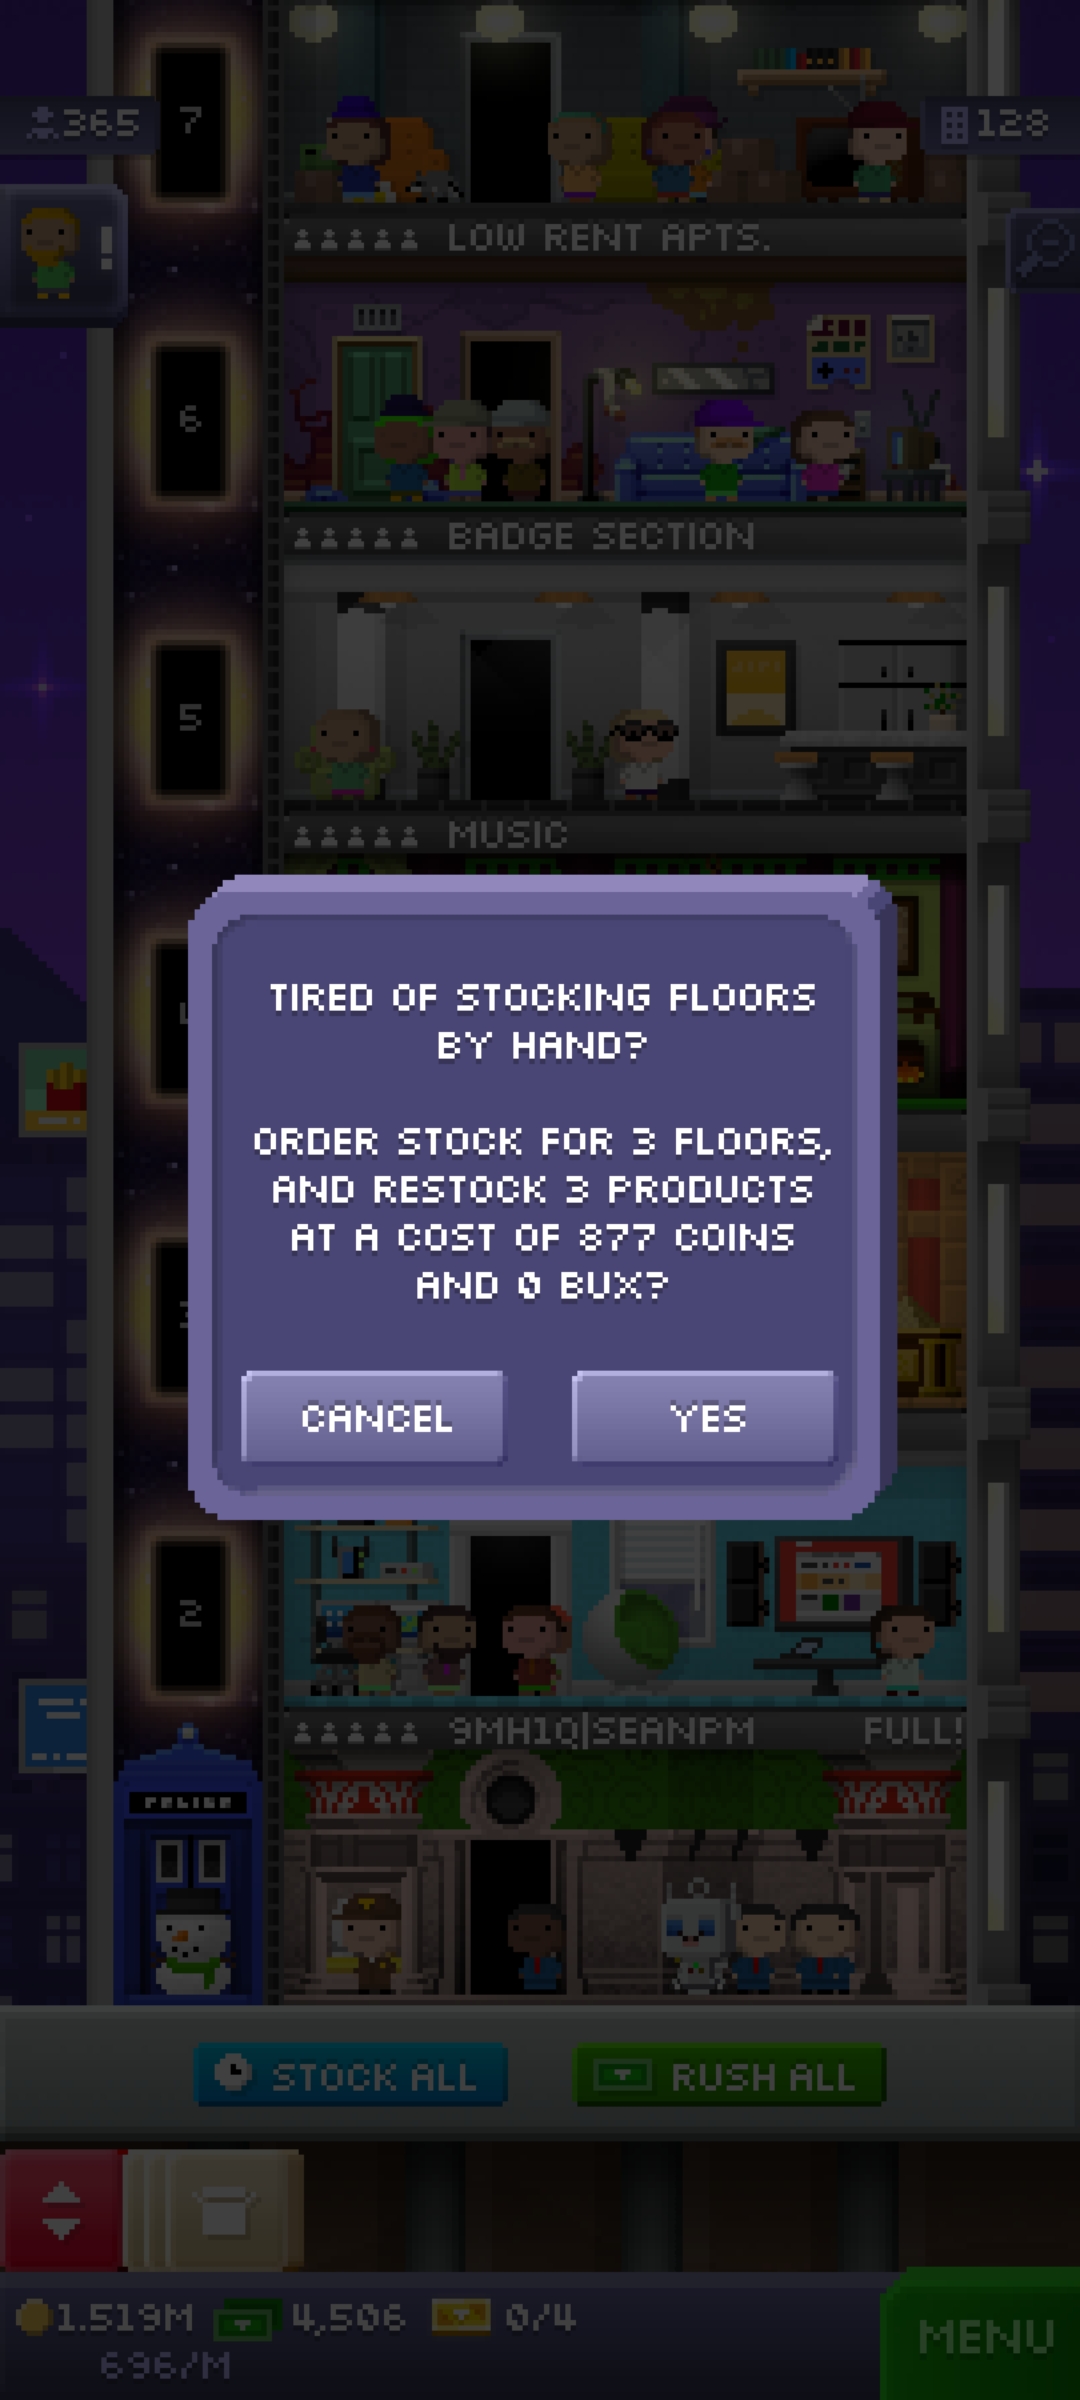 7
365
128
!
LOW RENT APTS.
6
BADGE SECTION
5
MUSIC
TIRED OF STOCKING FLOORS
BY HAND?
ORDER STOCK FOR 3 FLOORS,
AND RESTOCK 3 PRODUCTS
AT A COST OF 877 COINS
AND 0 BUX?
CANCEL
YES
2
9MH1Q|SEANPM
FULL!
POLICE
STOCK ALL
RUSH ALL
1.519M
4,506
0/4
696/M
MENU